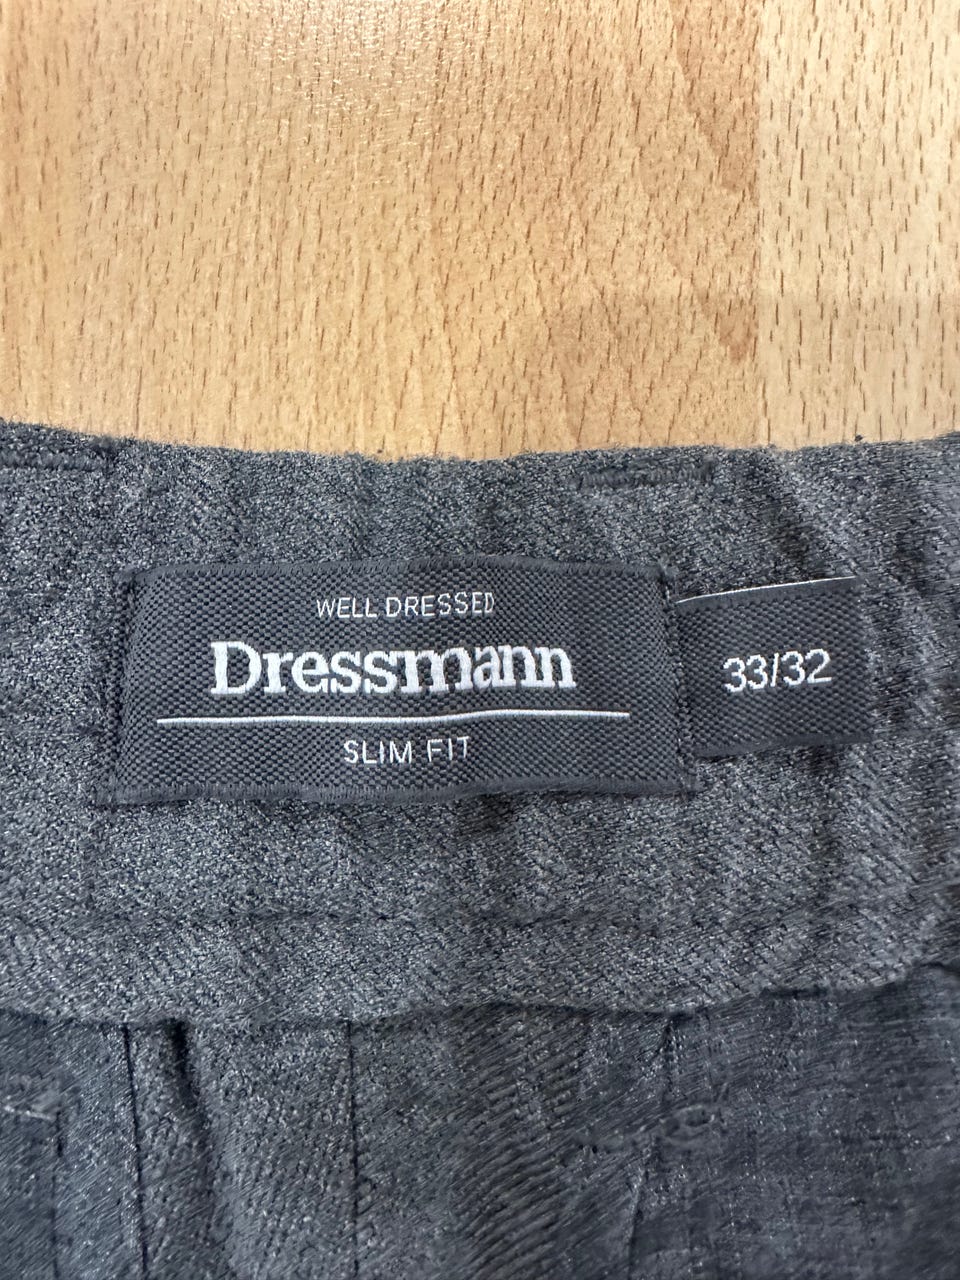 WELL DRESSED
Dressmann
SLIM FIT
33/32